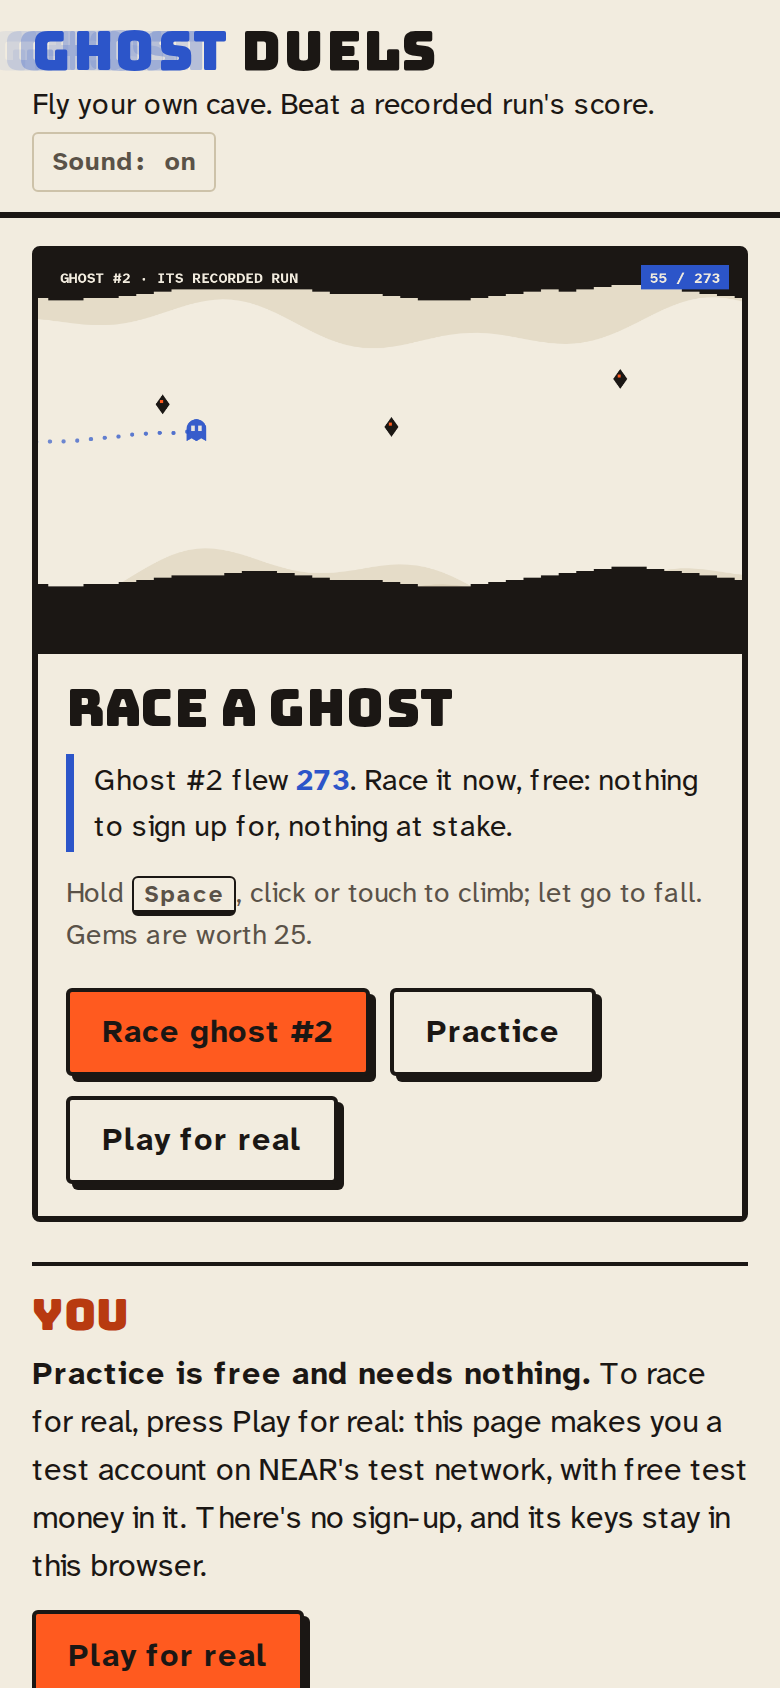 GHOST DUELS
Fly your own cave. Beat a recorded run's score.
Sound: on
GHOST #2 · ITS RECORDED RUN
55 / 273
RACE A GHOST
Ghost #2 flew 273. Race it now, free: nothing
to sign up for, nothing at stake.
Hold Space, click or touch to climb; let go to fall.
Gems are worth 25.
Race ghost #2
Practice
Play for real
YOU
Practice is free and needs nothing. To race
for real, press Play for real: this page makes you a
test account on NEAR's test network, with free test
money in it. There's no sign-up, and its keys stay in
this browser.
Play for real